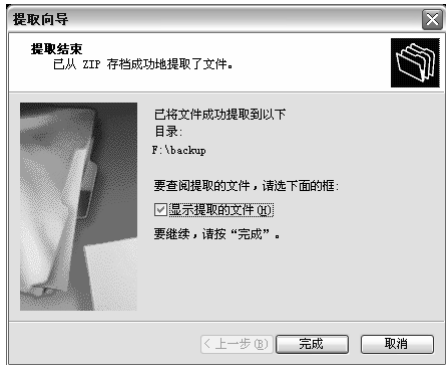 提取向导
提取结束
已从 ZIP 存档成功地提取了文件。
已将文件成功提取到以下
目录:
F:\backup
要查阅提取的文件，请选下面的框:
显示提取的文件(H)
要继续，请按“完成”。
<上一步(B)
完成
取消